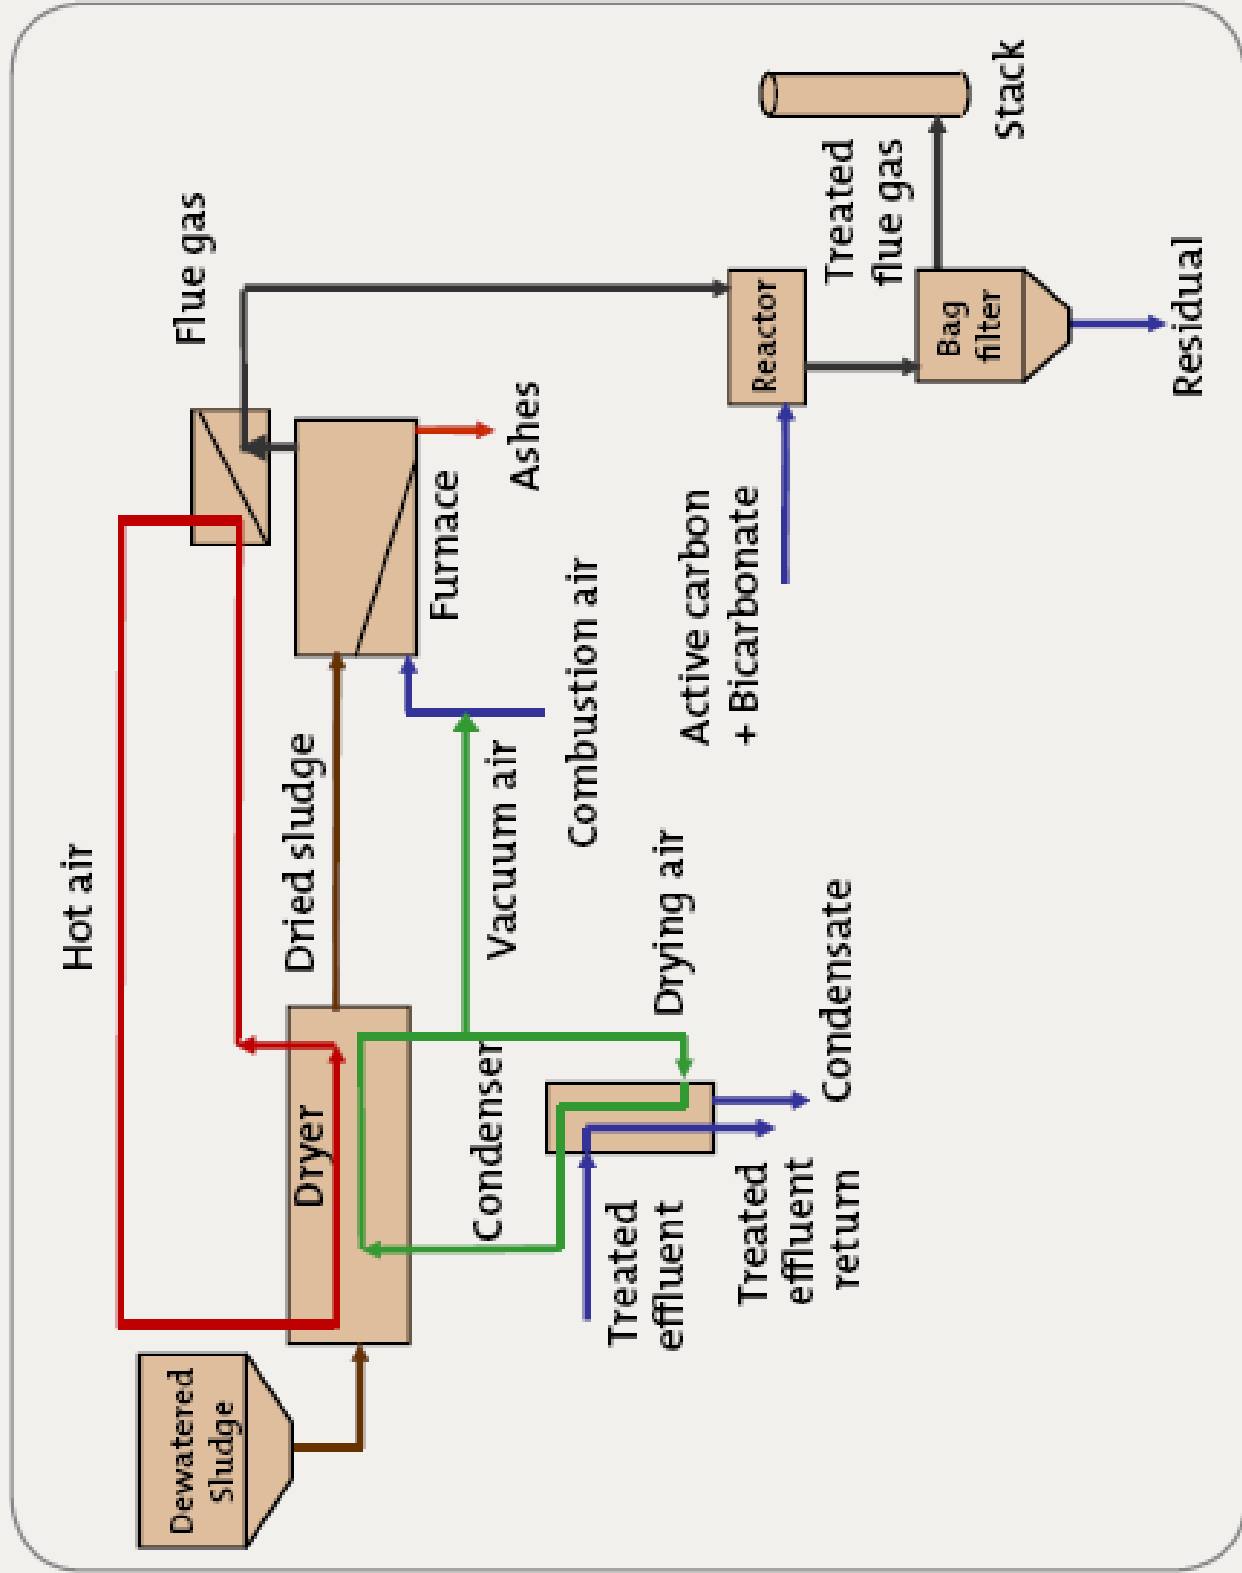 Hot air
Flue gas
Dewatered
sludge
Dryer
Dried sludge
Furnace
Ashes
Condenser
Vacuum air
Combustion air
Treated
effluent
Drying air
Active carbon
+ Bicarbonate
Reactor
Treated
flue gas
Treated
effluent
return
Condensate
Bag
filter
Stack
Residual